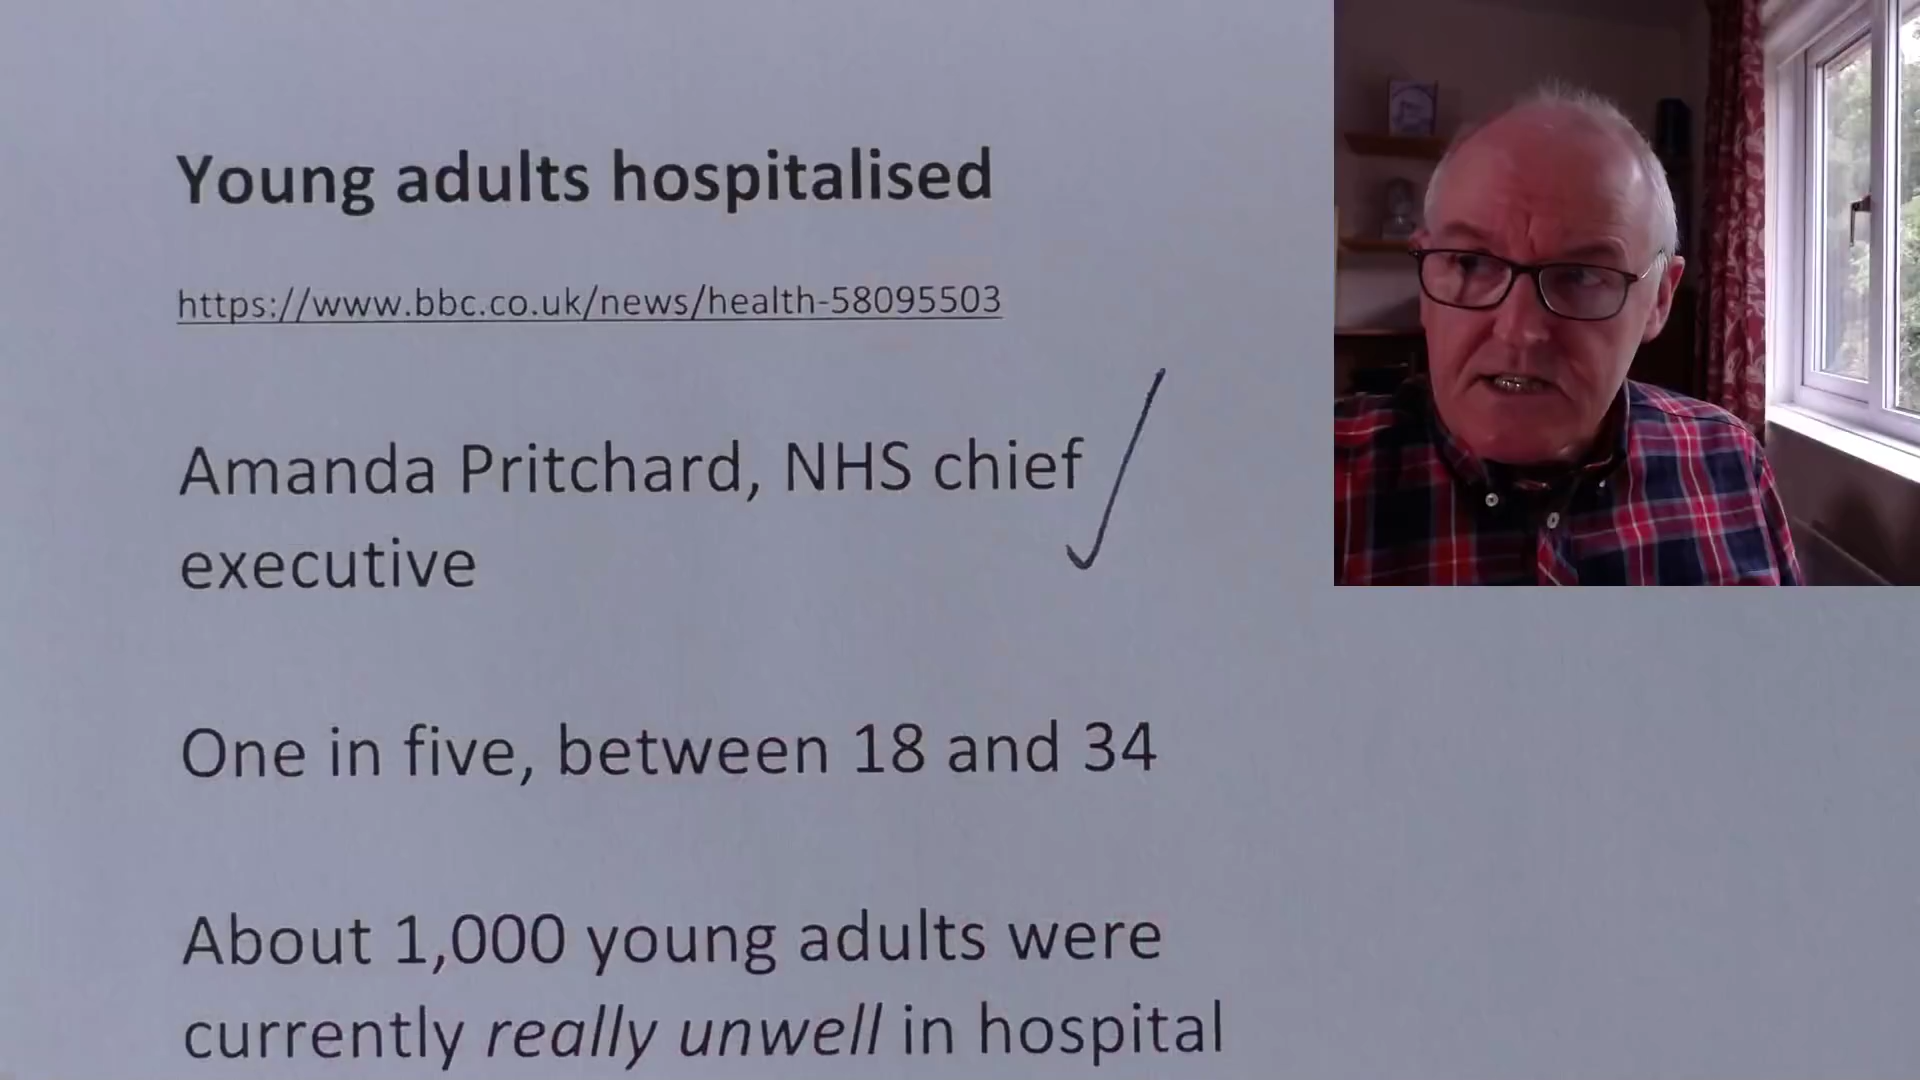 Young adults hospitalised
https://www.bbc.co.uk/news/health-58095503
Amanda Pritchard, NHS chief
executive
One in five, between 18 and 34
About 1,000 young adults were
currently really unwell in hospital